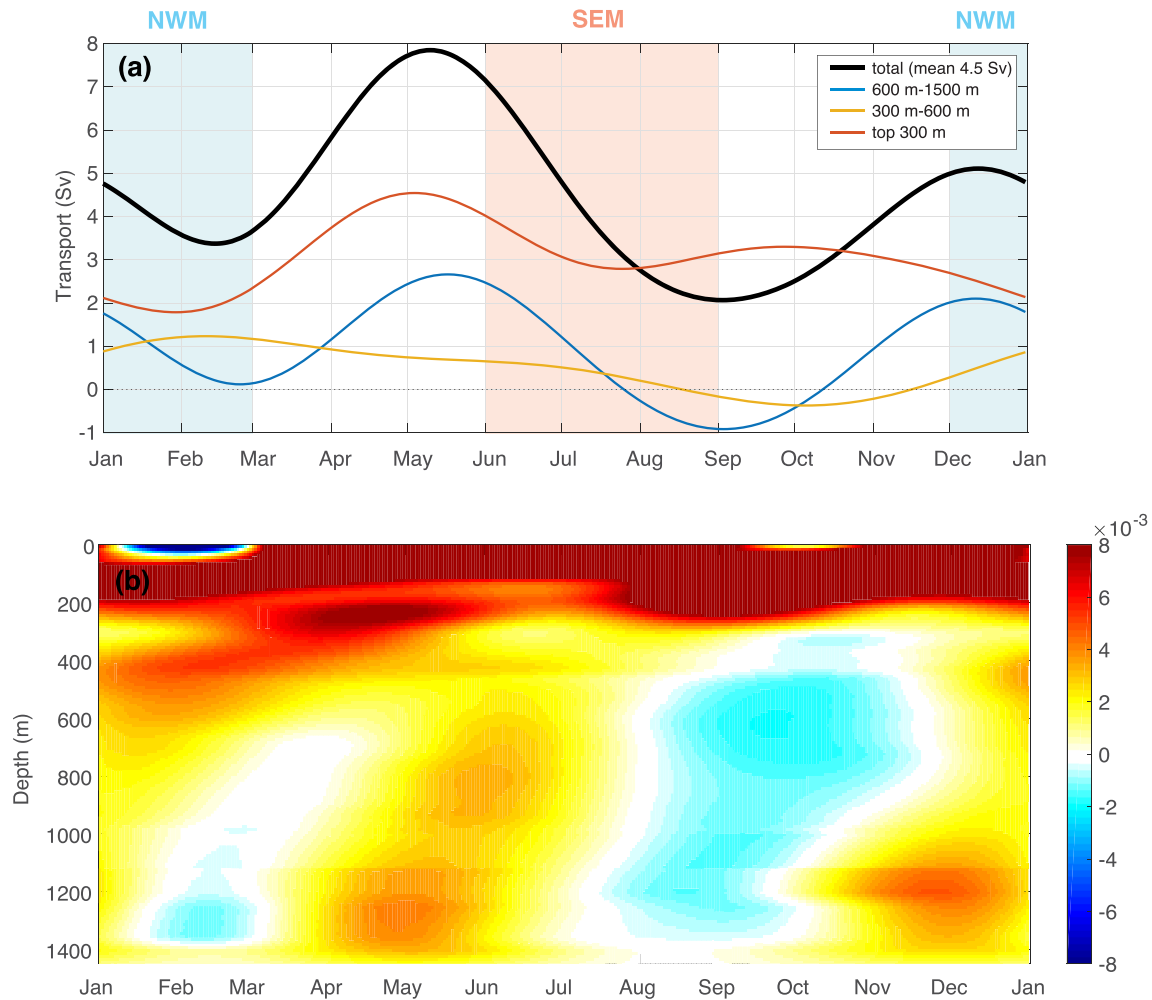 NWM SEM NWM
(a)
8
7
6
5
4
3
2
1
0
-1
Transport (Sv)
total (mean 4.5 Sv)
600 m-1500 m
300 m-600 m
top 300 m
Jan Feb Mar Apr May Jun Jul Aug Sep Oct Nov Dec Jan
(b)
0
200
400
600
800
1000
1200
1400
Depth (m)
Jan Feb Mar Apr May Jun Jul Aug Sep Oct Nov Dec Jan
×10-3
8
6
4
2
0
-2
-4
-6
-8